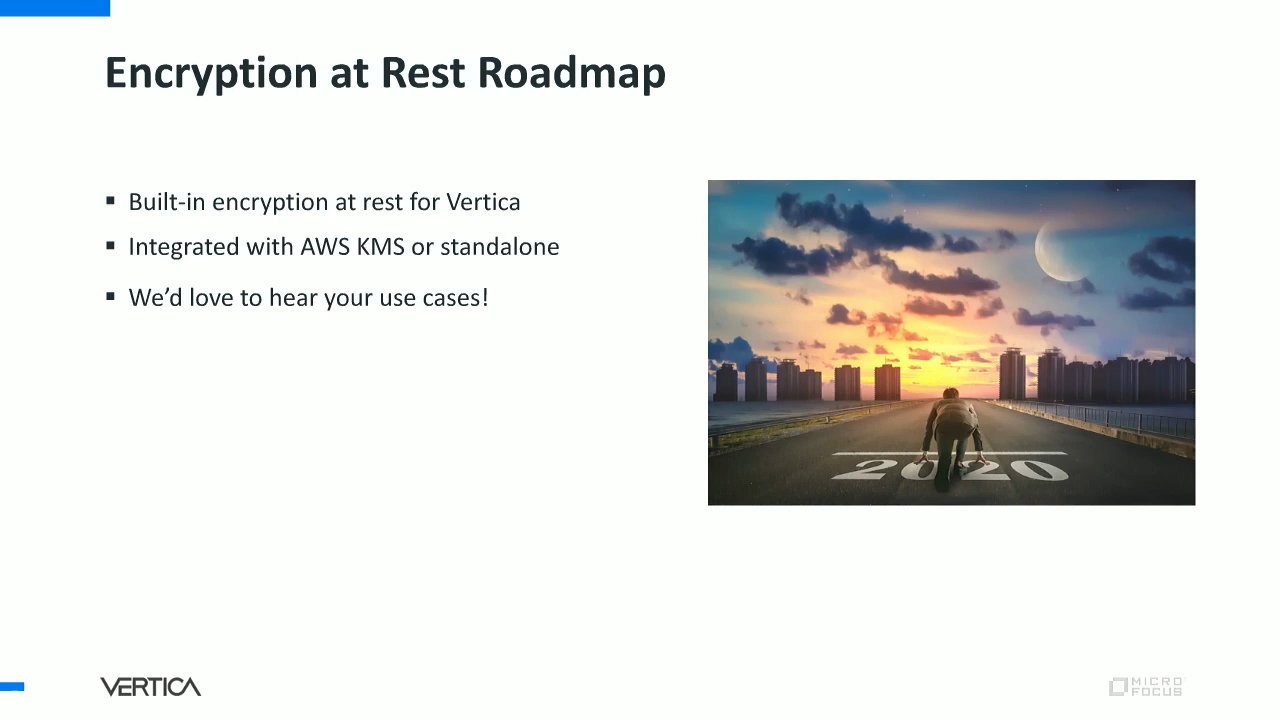 Encryption at Rest Roadmap
Built-in encryption at rest for Vertica
Integrated with AWS KMS or standalone
We’d love to hear your use cases!
2020
VERTICA
MICRO
FOCUS